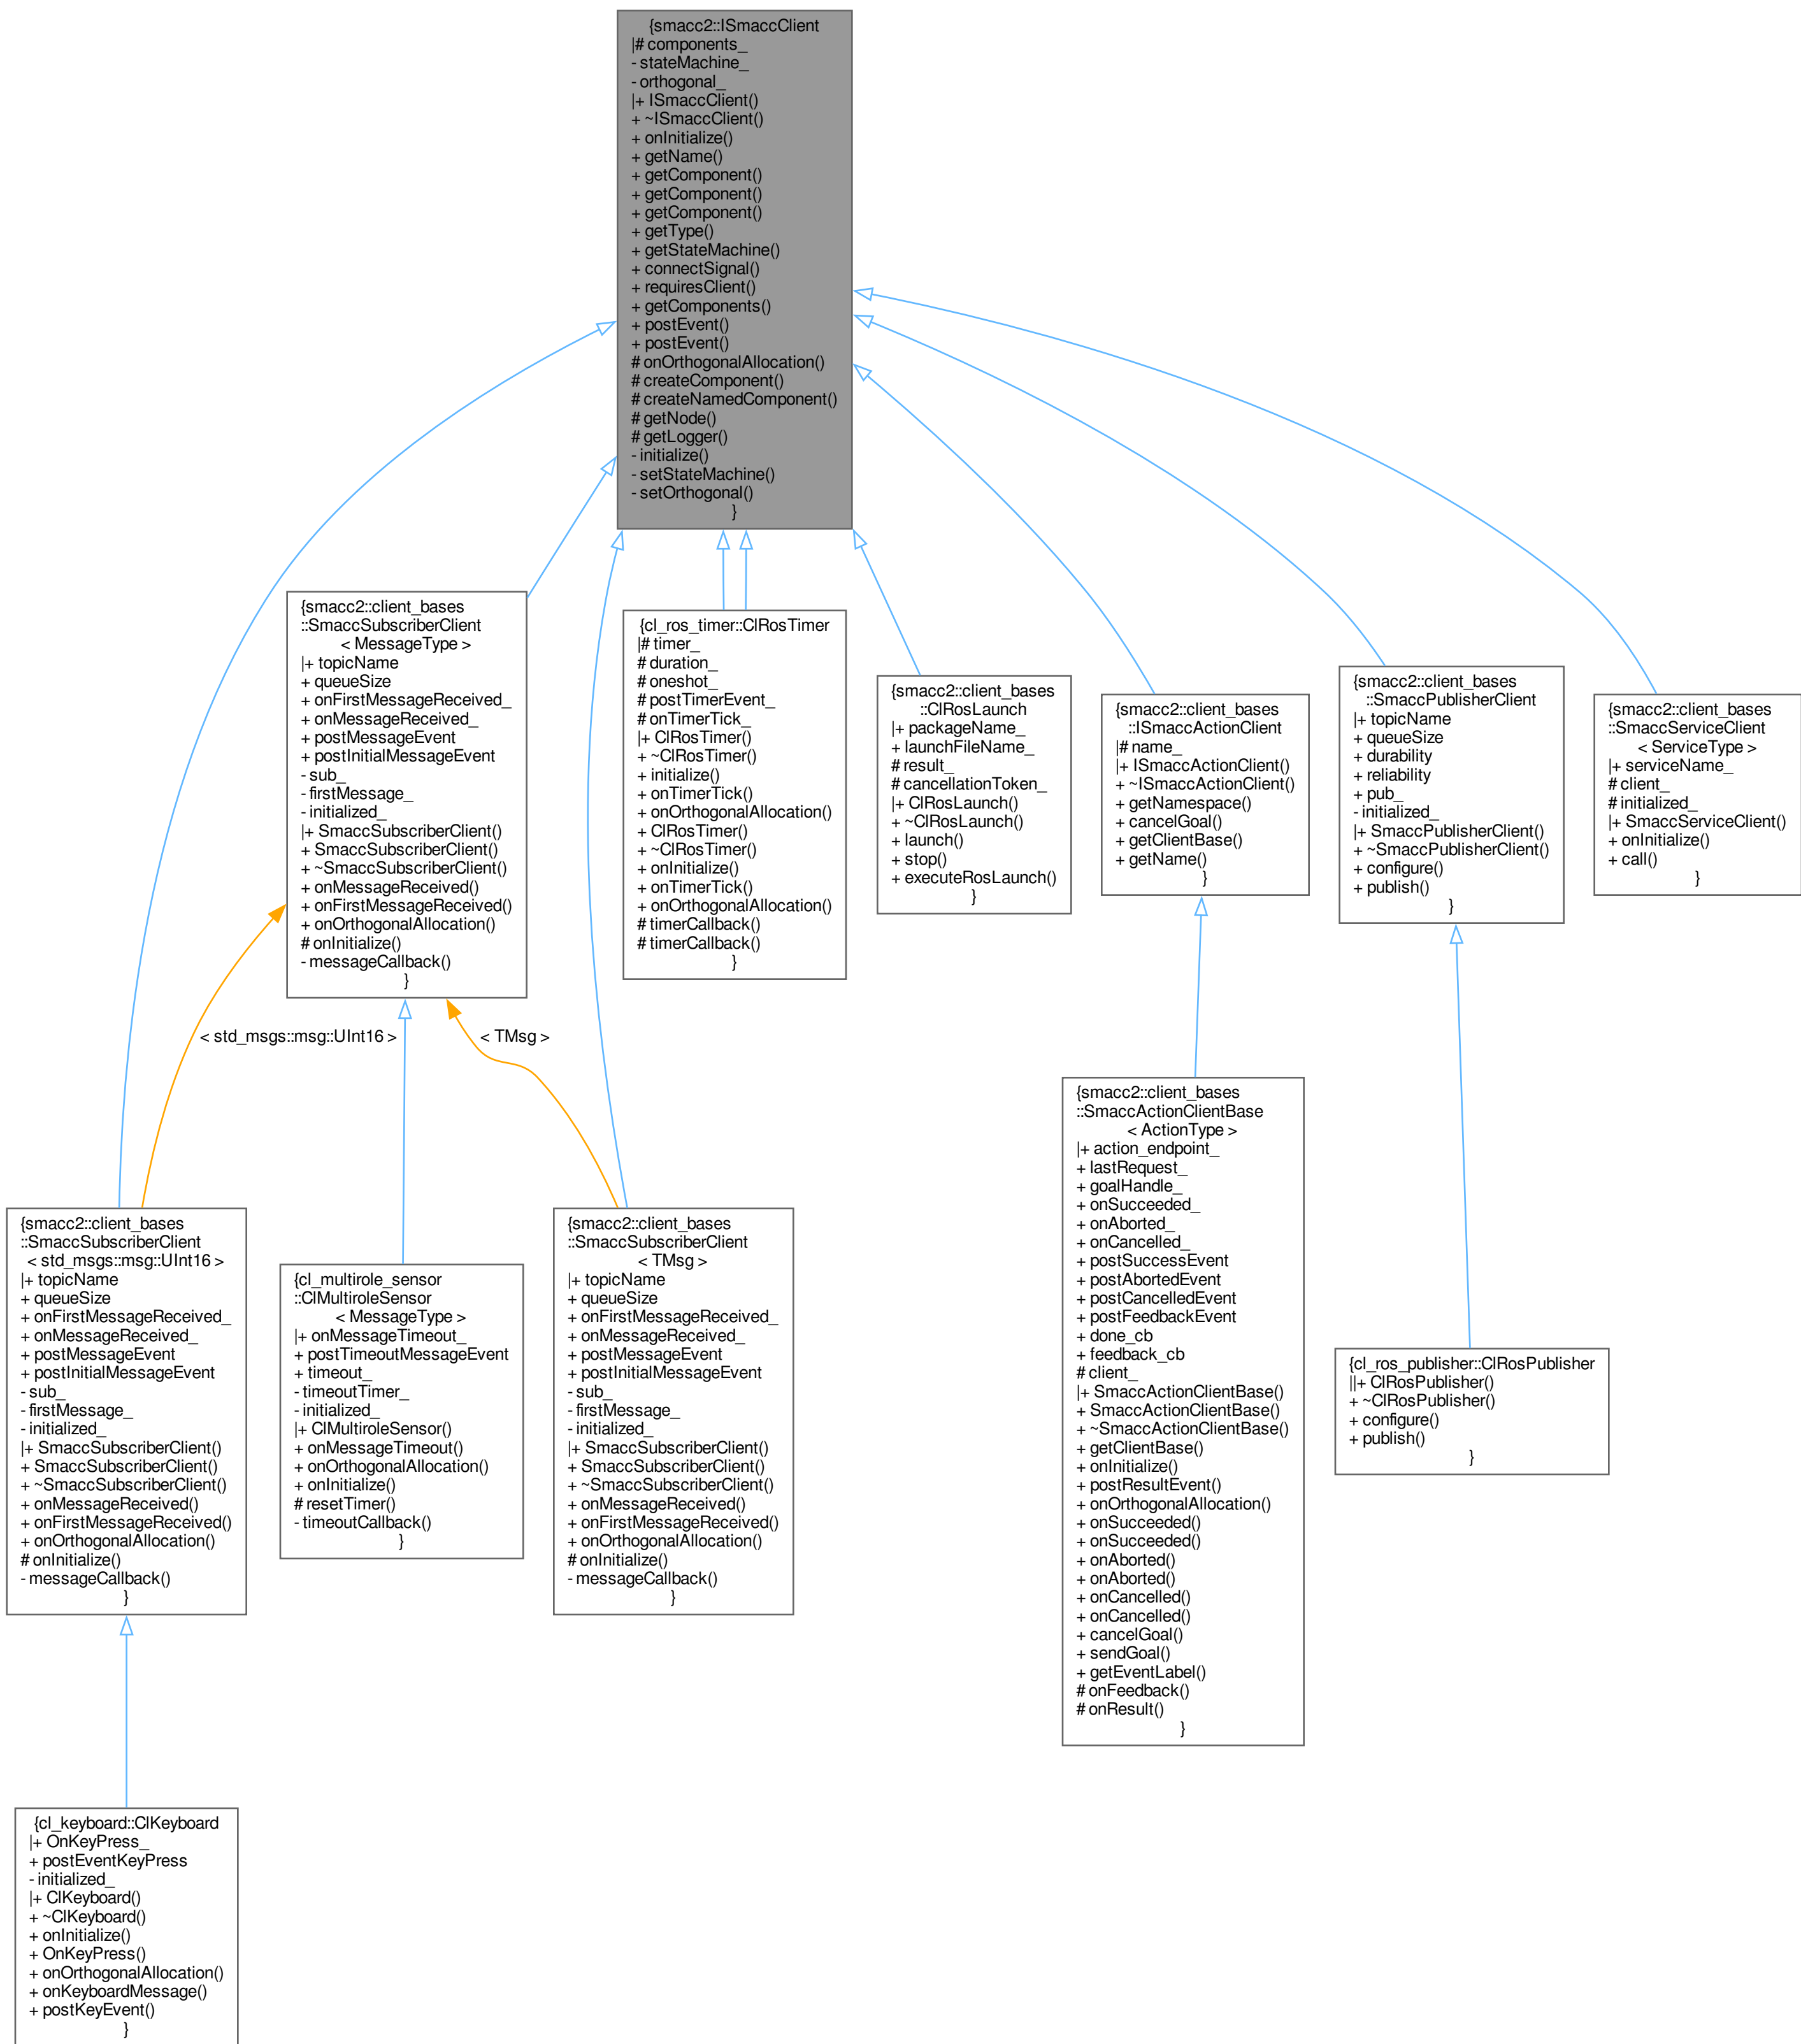 {smacc2::ISmaccClient
|# components_
- stateMachine_
- orthogonal_
|+ ISmaccClient()
+ ~ISmaccClient()
+ onInitialize()
+ getName()
+ getComponent()
+ getComponent()
+ getComponent()
+ getType()
+ getStateMachine()
+ connectSignal()
+ requiresClient()
+ getComponents()
+ postEvent()
+ postEvent()
# onOrthogonalAllocation()
# createComponent()
# createNamedComponent()
# getNode()
# getLogger()
- initialize()
- setStateMachine()
- setOrthogonal()
}
{smacc2::client_bases
::SmaccSubscriberClient
< MessageType >
|+ topicName
+ queueSize
+ onFirstMessageReceived_
+ onMessageReceived_
+ postMessageEvent
+ postInitialMessageEvent
- sub_
- firstMessage_
- initialized_
|+ SmaccSubscriberClient()
+ SmaccSubscriberClient()
+ ~SmaccSubscriberClient()
+ onMessageReceived()
+ onFirstMessageReceived()
+ onOrthogonalAllocation()
# onInitialize()
- messageCallback()
}
{cl_ros_timer::ClRosTimer
|# timer_
# duration_
# oneshot_
# postTimerEvent_
# onTimerTick_
|+ ClRosTimer()
+ ~ClRosTimer()
+ initialize()
+ onTimerTick()
+ onOrthogonalAllocation()
+ ClRosTimer()
+ ~ClRosTimer()
+ onInitialize()
+ onTimerTick()
+ onOrthogonalAllocation()
# timerCallback()
# timerCallback()
}
{smacc2::client_bases
::ClRosLaunch
|+ packageName_
+ launchFileName_
# result_
# cancellationToken_
|+ ClRosLaunch()
+ ~ClRosLaunch()
+ launch()
+ stop()
+ executeRosLaunch()
}
{smacc2::client_bases
::ISmaccActionClient
|# name_
|+ ISmaccActionClient()
+ ~ISmaccActionClient()
+ getNamespace()
+ cancelGoal()
+ getClientBase()
+ getName()
}
{smacc2::client_bases
::SmaccPublisherClient
|+ topicName
+ queueSize
+ durability
+ reliability
+ pub_
- initialized_
|+ SmaccPublisherClient()
+ ~SmaccPublisherClient()
+ configure()
+ publish()
}
{smacc2::client_bases
::SmaccServiceClient
< ServiceType >
|+ serviceName_
# client_
# initialized_
|+ SmaccServiceClient()
+ onInitialize()
+ call()
}
< std_msgs::msg::UInt16 >
< TMsg >
{smacc2::client_bases
::SmaccSubscriberClient
< std_msgs::msg::UInt16 >
|+ topicName
+ queueSize
+ onFirstMessageReceived_
+ onMessageReceived_
+ postMessageEvent
+ postInitialMessageEvent
- sub_
- firstMessage_
- initialized_
|+ SmaccSubscriberClient()
+ SmaccSubscriberClient()
+ ~SmaccSubscriberClient()
+ onMessageReceived()
+ onFirstMessageReceived()
+ onOrthogonalAllocation()
# onInitialize()
- messageCallback()
}
{cl_multirole_sensor
::ClMultiroleSensor
< MessageType >
|+ onMessageTimeout_
+ postTimeoutMessageEvent
+ timeout_
- timeoutTimer_
- initialized_
|+ ClMultiroleSensor()
+ onMessageTimeout()
+ onOrthogonalAllocation()
+ onInitialize()
# resetTimer()
- timeoutCallback()
}
{smacc2::client_bases
::SmaccSubscriberClient
< TMsg >
|+ topicName
+ queueSize
+ onFirstMessageReceived_
+ onMessageReceived_
+ postMessageEvent
+ postInitialMessageEvent
- sub_
- firstMessage_
- initialized_
|+ SmaccSubscriberClient()
+ SmaccSubscriberClient()
+ ~SmaccSubscriberClient()
+ onMessageReceived()
+ onFirstMessageReceived()
+ onOrthogonalAllocation()
# onInitialize()
- messageCallback()
}
{smacc2::client_bases
::SmaccActionClientBase
< ActionType >
|+ action_endpoint_
+ lastRequest_
+ goalHandle_
+ onSucceeded_
+ onAborted_
+ onCancelled_
+ postSuccessEvent
+ postAbortedEvent
+ postCancelledEvent
+ postFeedbackEvent
+ done_cb
+ feedback_cb
# client_
|+ SmaccActionClientBase()
+ SmaccActionClientBase()
+ ~SmaccActionClientBase()
+ getClientBase()
+ onInitialize()
+ postResultEvent()
+ onOrthogonalAllocation()
+ onSucceeded()
+ onSucceeded()
+ onAborted()
+ onAborted()
+ onCancelled()
+ onCancelled()
+ cancelGoal()
+ sendGoal()
+ getEventLabel()
# onFeedback()
# onResult()
}
{cl_ros_publisher::ClRosPublisher
||+ ClRosPublisher()
+ ~ClRosPublisher()
+ configure()
+ publish()
}
{cl_keyboard::ClKeyboard
|+ OnKeyPress_
+ postEventKeyPress
- initialized_
|+ ClKeyboard()
+ ~ClKeyboard()
+ onInitialize()
+ OnKeyPress()
+ onOrthogonalAllocation()
+ onKeyboardMessage()
+ postKeyEvent()
}